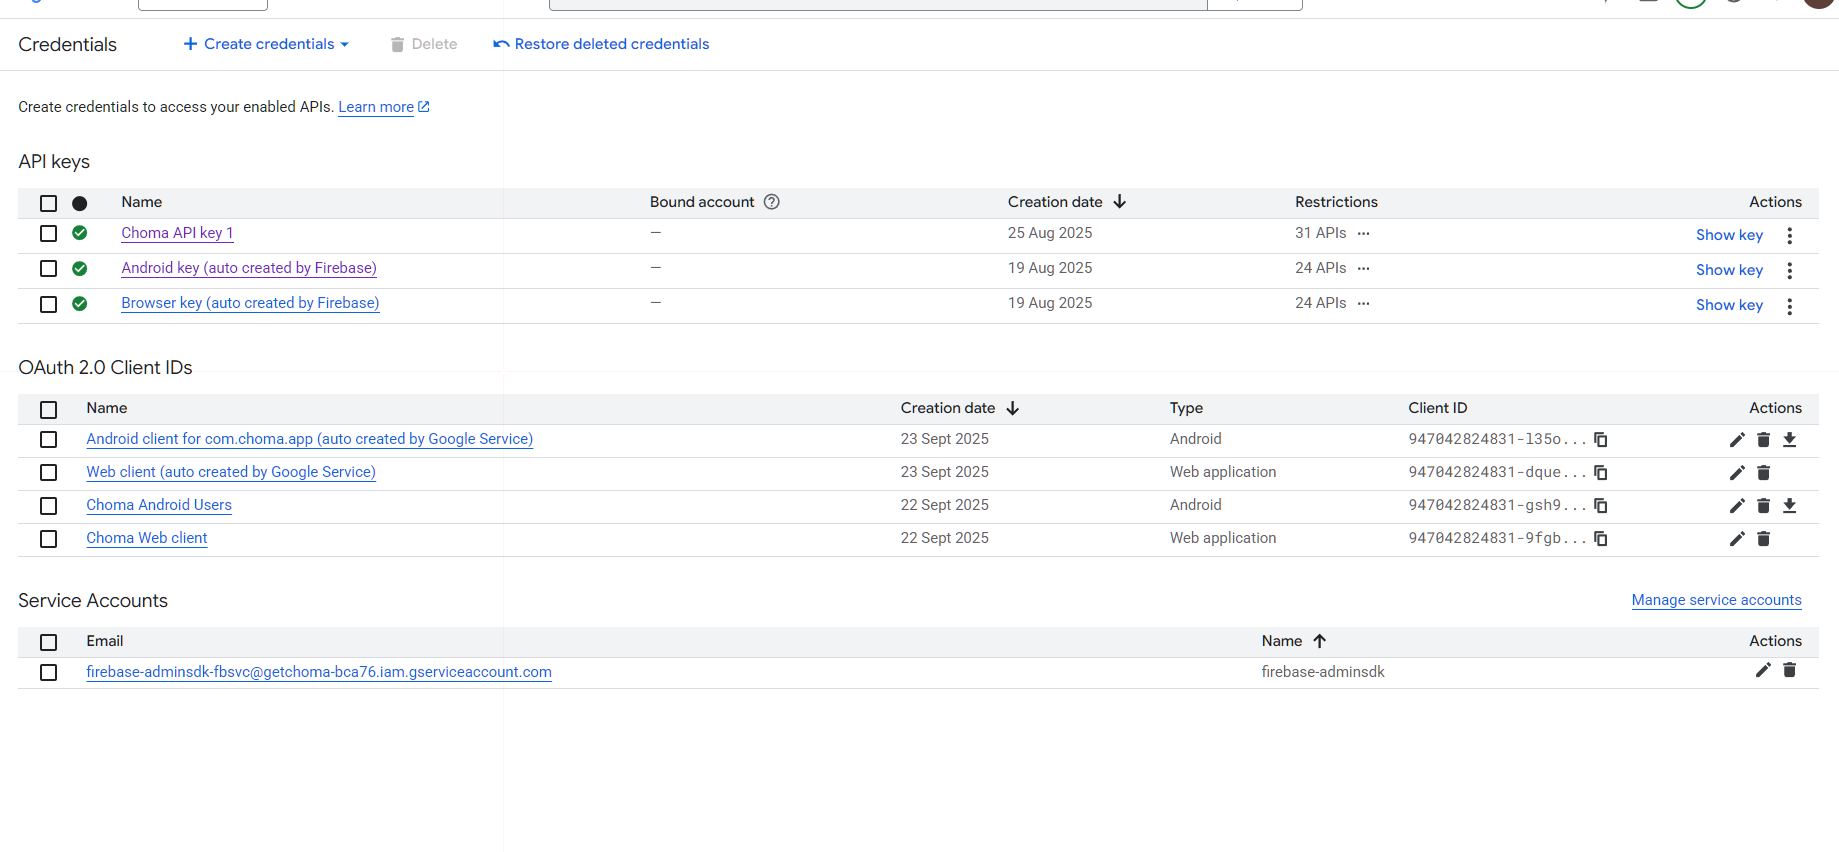 Credentials Create credentials Delete Restore deleted credentials
Create credentials to access your enabled APIs. Learn more
API keys
Name Bound account Creation date Restrictions Actions
Choma API key 1 — 25 Aug 2025 31 APIs Show key
Android key (auto created by Firebase) — 19 Aug 2025 24 APIs Show key
Browser key (auto created by Firebase) — 19 Aug 2025 24 APIs Show key
OAuth 2.0 Client IDs
Name Creation date Type Client ID Actions
Android client for com.choma.app (auto created by Google Service) 23 Sept 2025 Android 947042824831-l35o...
Web client (auto created by Google Service) 23 Sept 2025 Web application 947042824831-dque...
Choma Android Users 22 Sept 2025 Android 947042824831-gsh9...
Choma Web client 22 Sept 2025 Web application 947042824831-9fgb...
Service Accounts Manage service accounts
Email Name Actions
firebase-adminsdk-fbsvc@getchoma-bca76.iam.gserviceaccount.com firebase-adminsdk